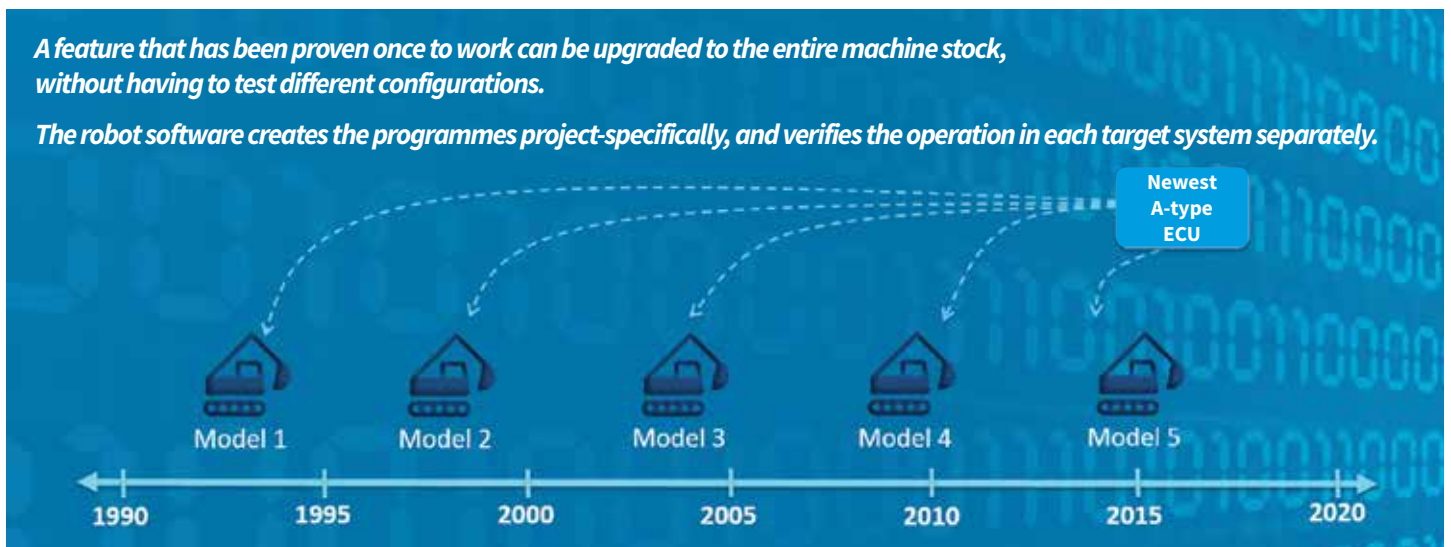 A feature that has been proven once to work can be upgraded to the entire machine stock,
without having to test different configurations.
The robot software creates the programmes project-specifically, and verifies the operation in each target system separately.
Newest
A-type
ECU
Model 1
Model 2
Model 3
Model 4
Model 5
1990
1995
2000
2005
2010
2015
2020